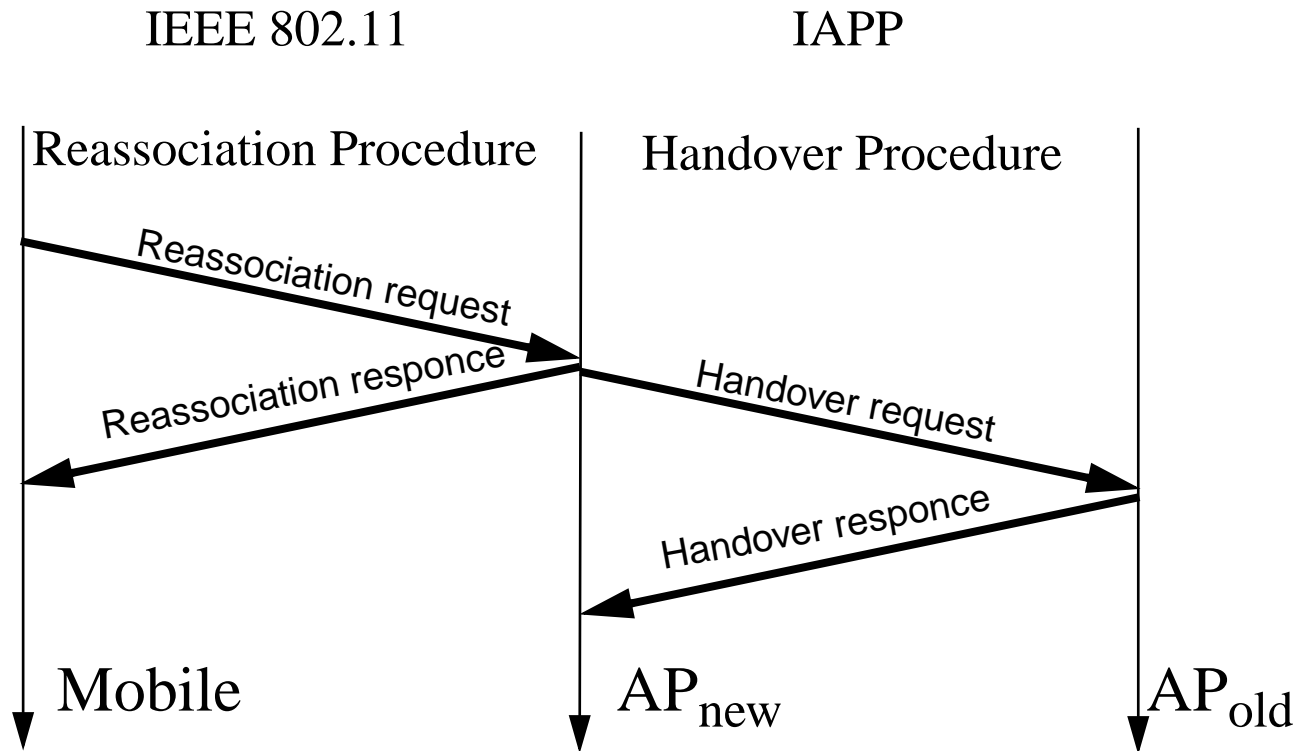 IEEE 802.11
IAPP
Reassociation Procedure
Handover Procedure
Reassociation request
Reassociation responce
Handover request
Handover responce
Mobile
APnew
APold